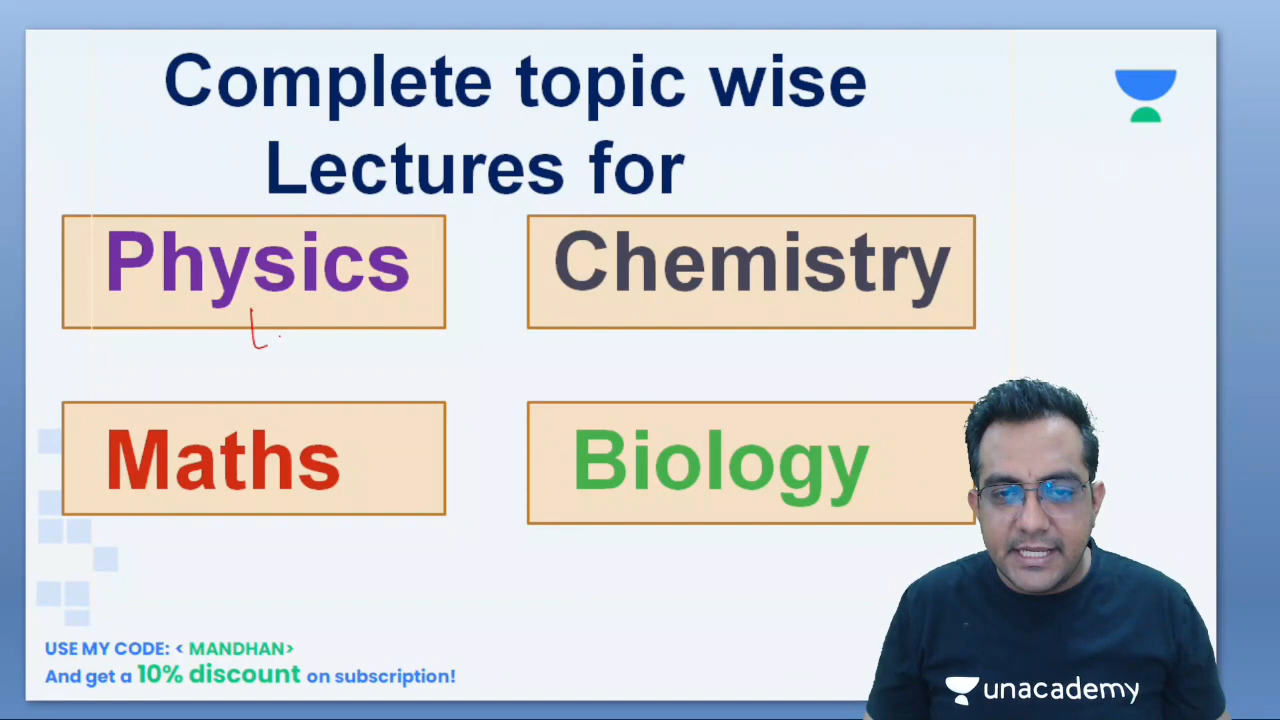 Complete topic wise
Lectures for
Physics
Chemistry
Maths
Biology
USE MY CODE: < MANDHAN>
And get a 10% discount on subscription!
unacademy